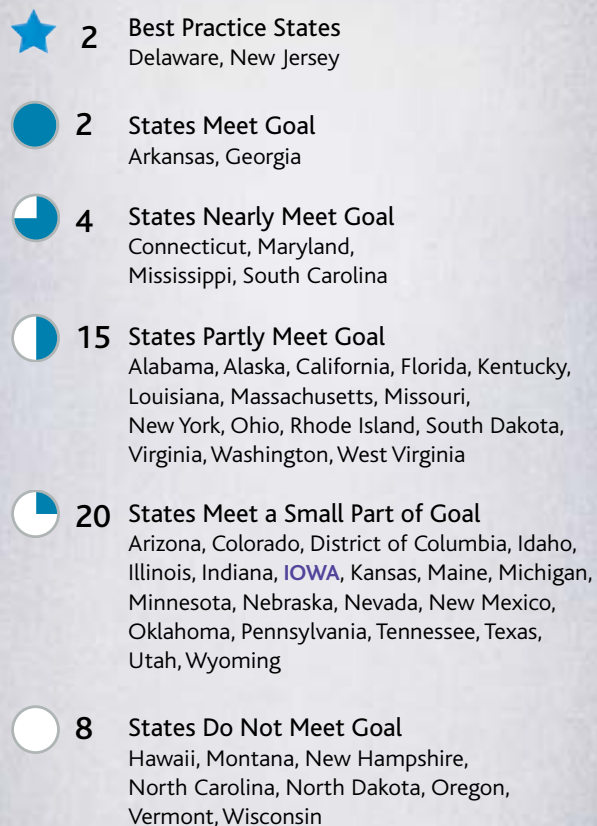 2 Best Practice States
Delaware, New Jersey
2 States Meet Goal
Arkansas, Georgia
4 States Nearly Meet Goal
Connecticut, Maryland,
Mississippi, South Carolina
15 States Partly Meet Goal
Alabama, Alaska, California, Florida, Kentucky,
Louisiana, Massachusetts, Missouri,
New York, Ohio, Rhode Island, South Dakota,
Virginia, Washington, West Virginia
20 States Meet a Small Part of Goal
Arizona, Colorado, District of Columbia, Idaho,
Illinois, Indiana, IOWA, Kansas, Maine, Michigan,
Minnesota, Nebraska, Nevada, New Mexico,
Oklahoma, Pennsylvania, Tennessee, Texas,
Utah, Wyoming
8 States Do Not Meet Goal
Hawaii, Montana, New Hampshire,
North Carolina, North Dakota, Oregon,
Vermont, Wisconsin